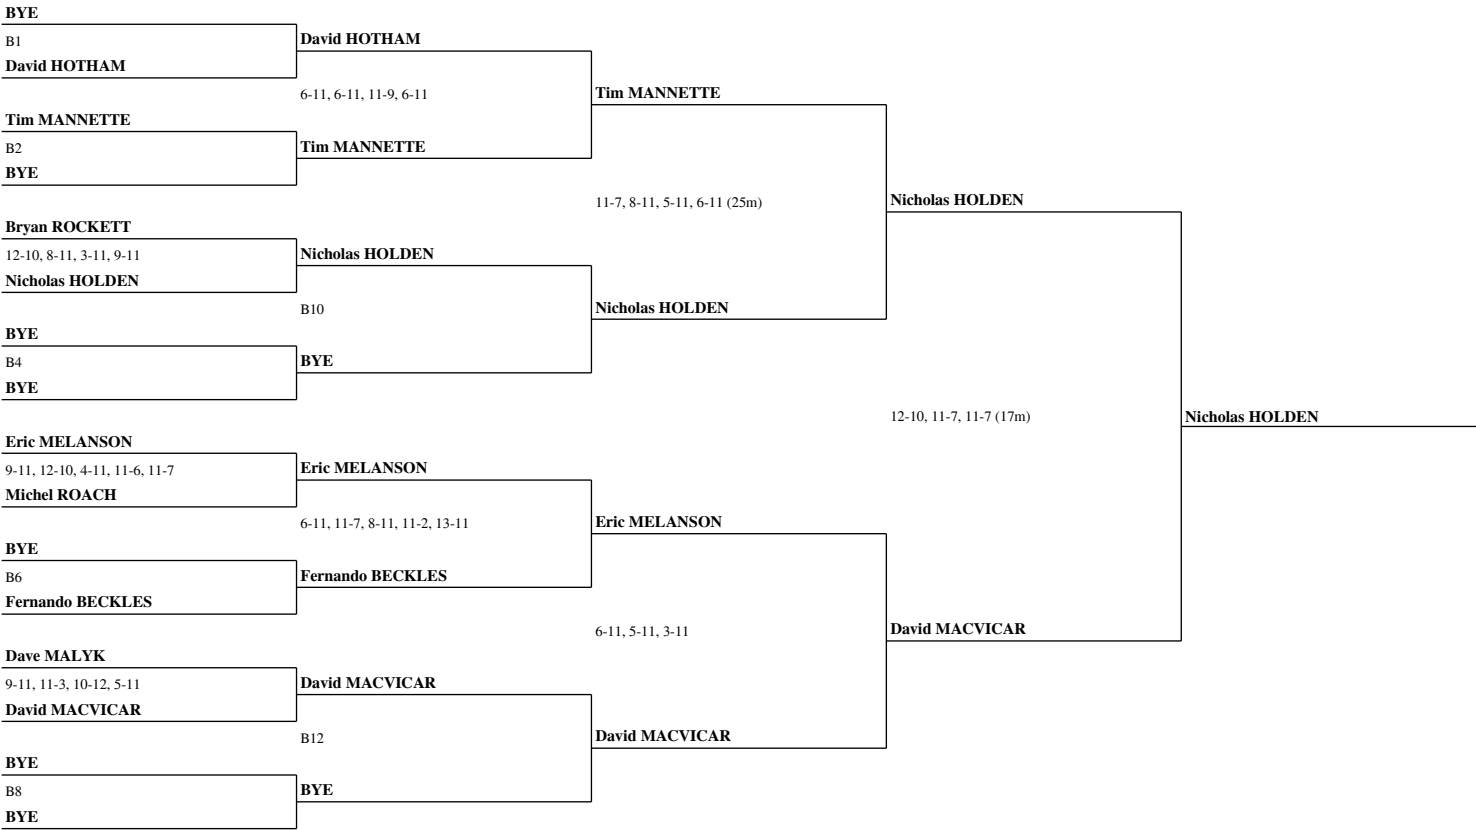 BYE
B1
David HOTHAM
David HOTHAM
6-11, 6-11, 11-9, 6-11
Tim MANNETTE
Tim MANNETTE
B2
Tim MANNETTE
BYE
11-7, 8-11, 5-11, 6-11 (25m)
Nicholas HOLDEN
Bryan ROCKETT
12-10, 8-11, 3-11, 9-11
Nicholas HOLDEN
Nicholas HOLDEN
B10
Nicholas HOLDEN
BYE
B4
BYE
BYE
12-10, 11-7, 11-7 (17m)
Nicholas HOLDEN
Eric MELANSON
9-11, 12-10, 4-11, 11-6, 11-7
Eric MELANSON
Michel ROACH
6-11, 11-7, 8-11, 11-2, 13-11
Eric MELANSON
BYE
B6
Fernando BECKLES
Fernando BECKLES
6-11, 5-11, 3-11
David MACVICAR
Dave MALYK
9-11, 11-3, 10-12, 5-11
David MACVICAR
David MACVICAR
B12
David MACVICAR
BYE
B8
BYE
BYE